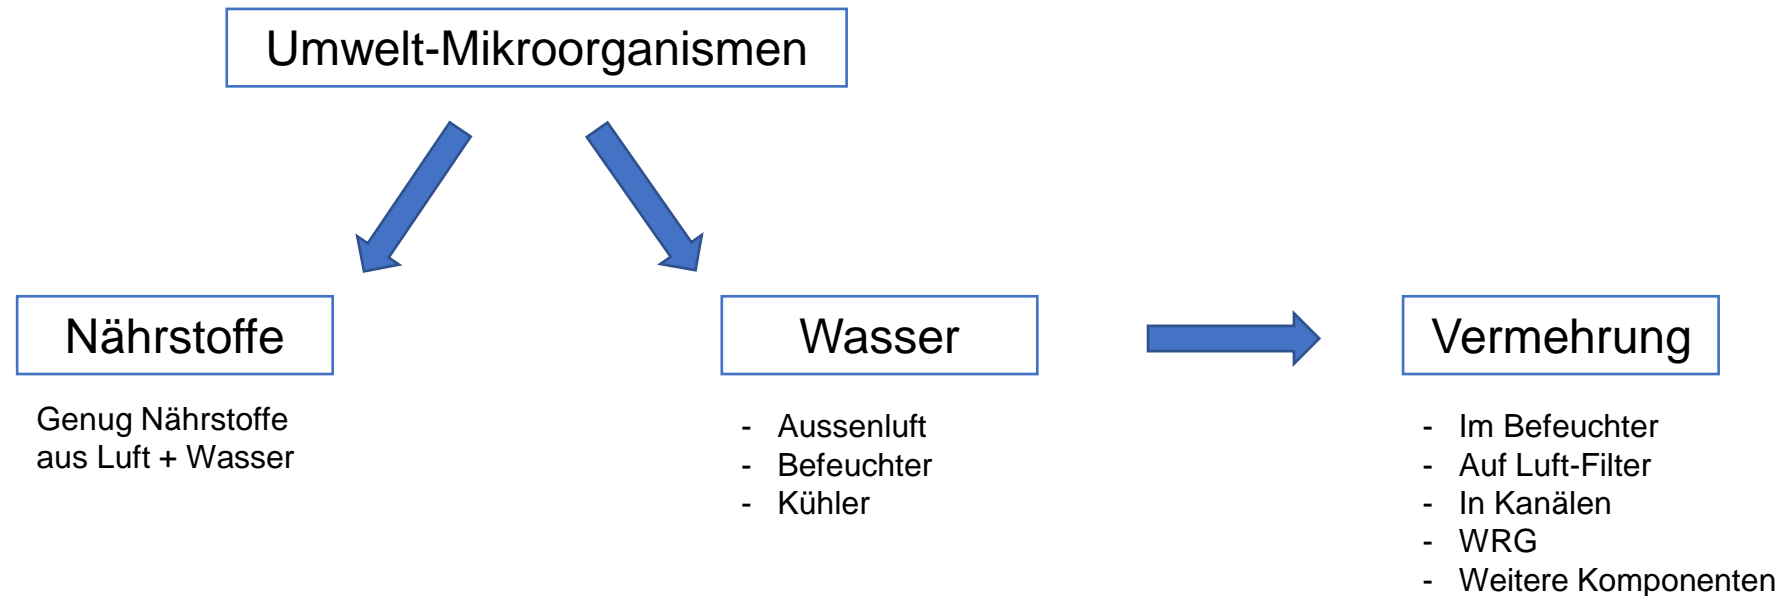 Umwelt-Mikroorganismen
Nährstoffe
Genug Nährstoffe
aus Luft + Wasser
Wasser
- Aussenluft
- Befeuchter
- Kühler
Vermehrung
- Im Befeuchter
- Auf Luft-Filter
- In Kanälen
- WRG
- Weitere Komponenten